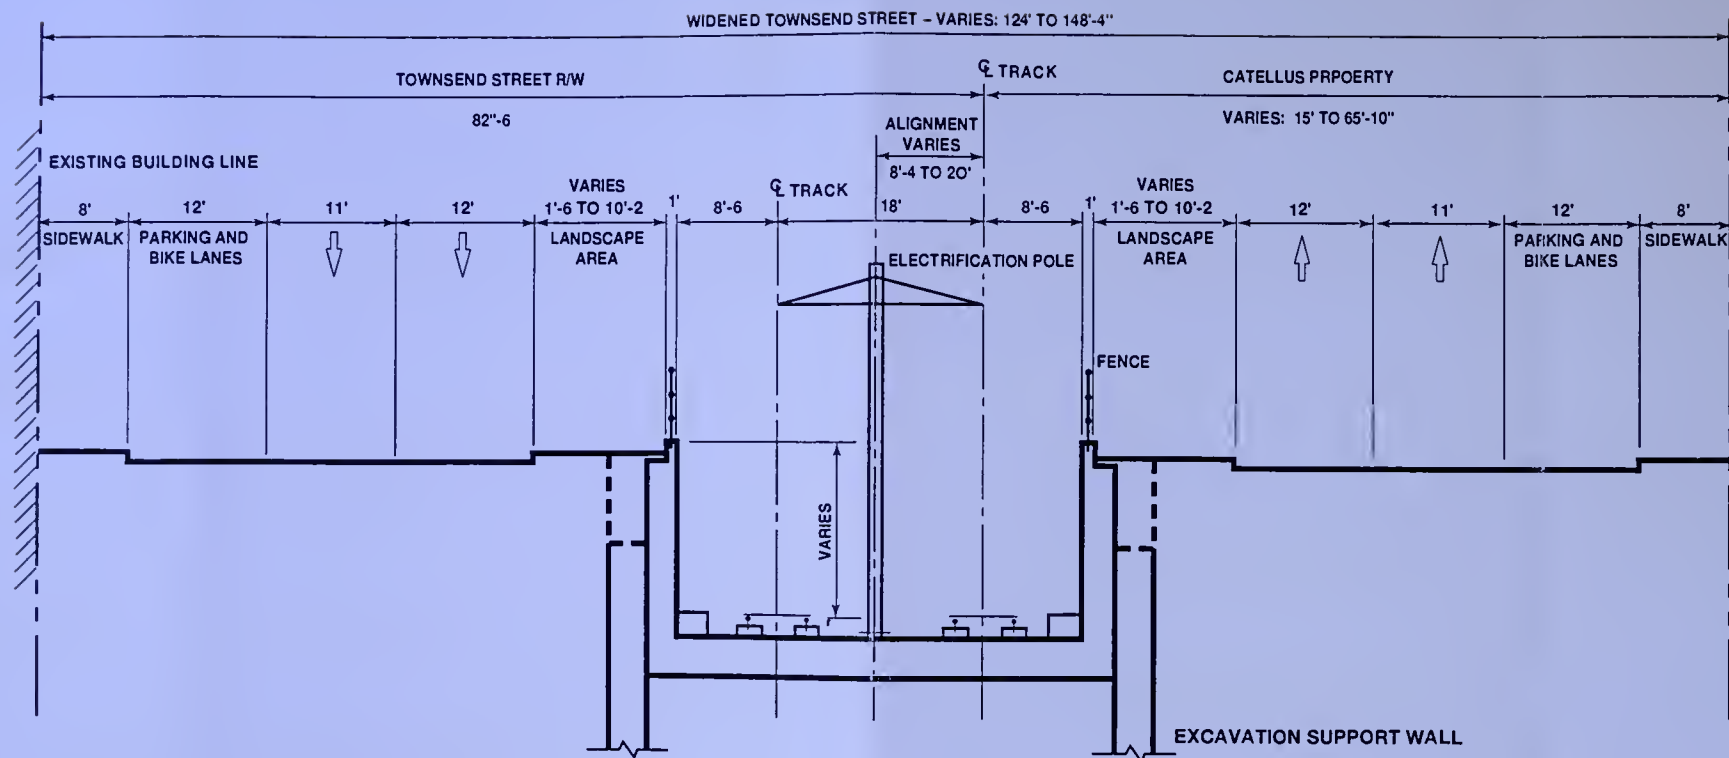 WIDENED TOWNSEND STREET – VARIES: 124' TO 148'-4"
TOWNSEND STREET R/W
82"-6
℄ TRACK
CATELLUS PRPOERTY
VARIES: 15' TO 65'-10"
ALIGNMENT
VARIES
8'-4 TO 20'
EXISTING BUILDING LINE
8'
SIDEWALK
12'
PARKING AND
BIKE LANES
11'
12'
VARIES
1'-6 TO 10'-2
LANDSCAPE
AREA
1'
8'-6
℄ TRACK
18'
8'-6
1'
VARIES
1'-6 TO 10'-2
LANDSCAPE
AREA
12'
11'
12'
PARKING AND
BIKE LANES
8'
SIDEWALK
ELECTRIFICATION POLE
FENCE
VARIES
EXCAVATION SUPPORT WALL